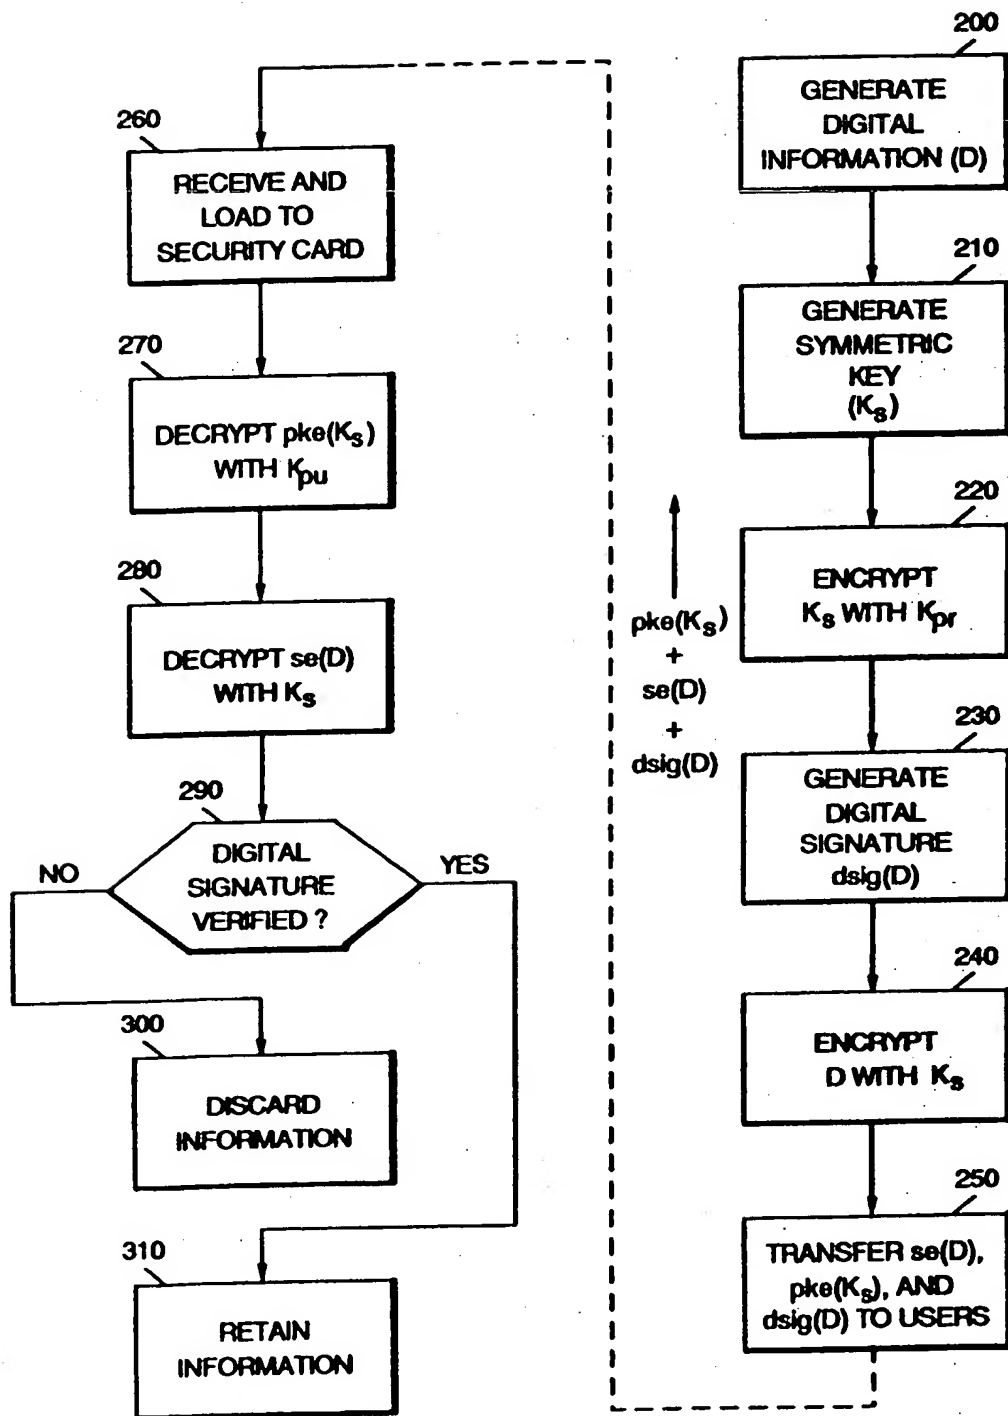 200
GENERATE
DIGITAL
INFORMATION (D)
210
GENERATE
SYMMETRIC
KEY
(Ks)
220
ENCRYPT
Ks WITH Kpr
230
GENERATE
DIGITAL
SIGNATURE
dsig(D)
240
ENCRYPT
D WITH Ks
250
TRANSFER se(D),
pke(Ks), AND
dsig(D) TO USERS
pke(Ks)
+
se(D)
+
dsig(D)
260
RECEIVE AND
LOAD TO
SECURITY CARD
270
DECRYPT pke(Ks)
WITH Kpu
280
DECRYPT se(D)
WITH Ks
290
DIGITAL
SIGNATURE
VERIFIED ?
NO
YES
300
DISCARD
INFORMATION
310
RETAIN
INFORMATION